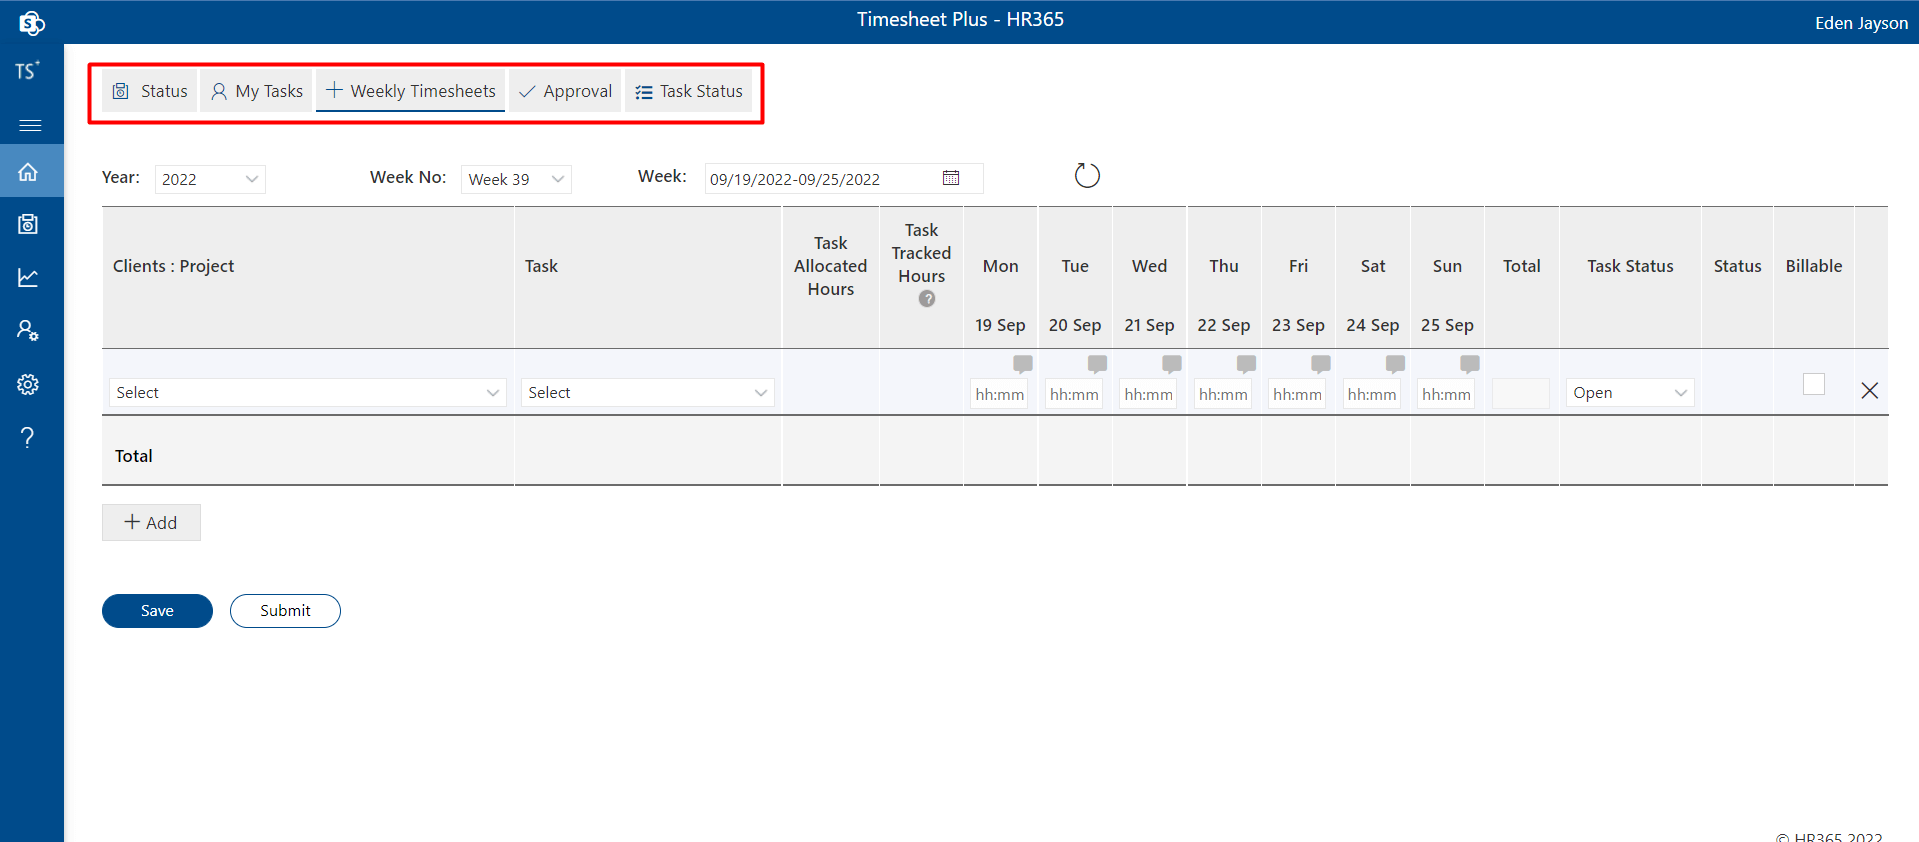 Timesheet Plus - HR365
Eden Jayson
TS+
Status My Tasks Weekly Timesheets Approval Task Status
Year: 2022 Week No: Week 39 Week: 09/19/2022-09/25/2022
Clients : Project Task Task Allocated Hours Task Tracked Hours ? Mon Tue Wed Thu Fri Sat Sun Total Task Status Status Billable
19 Sep 20 Sep 21 Sep 22 Sep 23 Sep 24 Sep 25 Sep
Select Select hh:mm hh:mm hh:mm hh:mm hh:mm hh:mm hh:mm Open
Total
+ Add
Save Submit
© HR365 2022